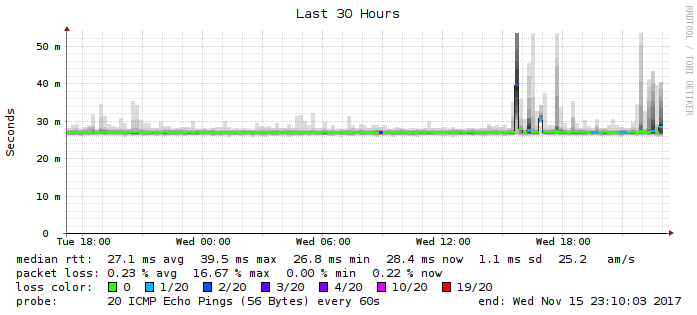 Last 30 Hours
RRDTOOL / TOBI OETIKER
Seconds
50 m
40 m
30 m
20 m
10 m
0
Tue 18:00 Wed 00:00 Wed 06:00 Wed 12:00 Wed 18:00
median rtt: 27.1 ms avg 39.5 ms max 26.8 ms min 28.4 ms now 1.1 ms sd 25.2 am/s
packet loss: 0.23 % avg 16.67 % max 0.00 % min 0.22 % now
loss color: 0 1/20 2/20 3/20 4/20 10/20 19/20
probe: 20 ICMP Echo Pings (56 Bytes) every 60s end: Wed Nov 15 23:10:03 2017